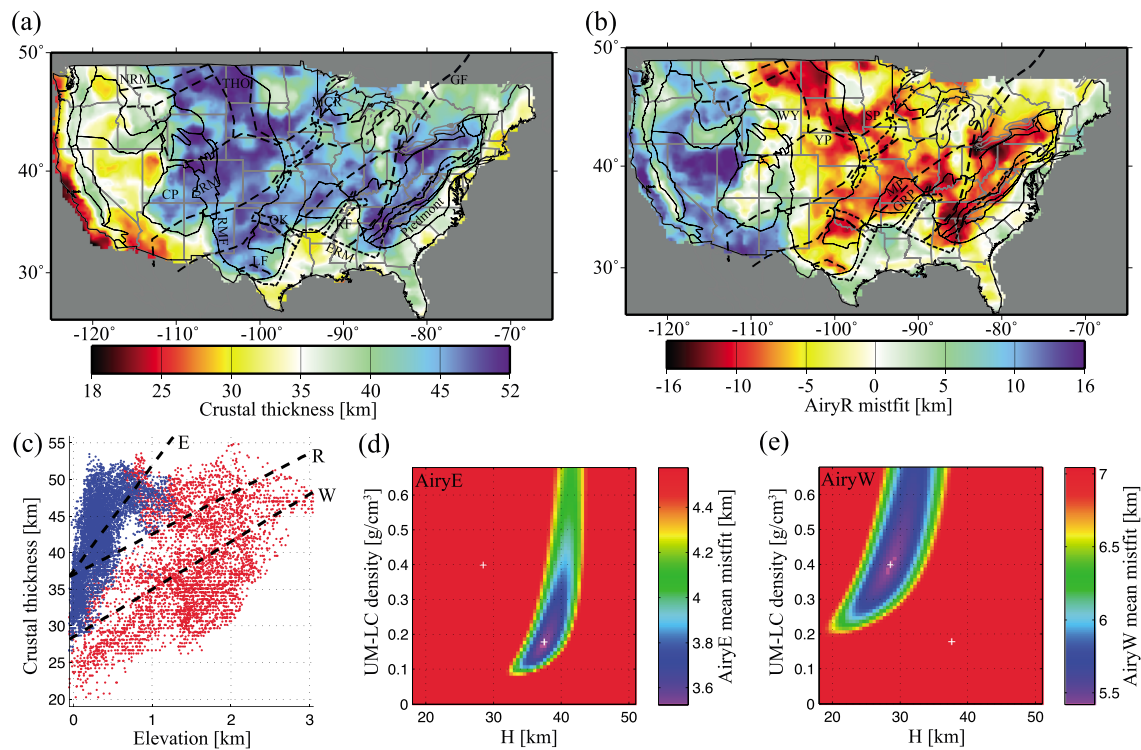 (a)
50°
40°
30°
NRM
THO
GF
MCR
CP
SRM
RMF
OK
RF
ERM
LF
Piedmont
-120 -110 -100 -90 -80 -70
18 25 30 35 40 45 52
Crustal thickness [km]
(b)
50°
40°
30°
WY
SP
YP
MP
GRP
-120 -110 -100 -90 -80 -70
-16 -10 -5 0 5 10 16
AiryR mistfit [km]
(c)
Crustal thickness [km]
55
50
45
40
35
30
25
20
E
R
W
0 1 2 3
Elevation [km]
(d)
AiryE
UM-LC density [g/cm³]
0.6
0.5
0.4
0.3
0.2
0.1
0
20 30 40 50
H [km]
4.4
4.2
4
3.8
3.6
AiryE mean mistfit [km]
(e)
AiryW
UM-LC density [g/cm³]
0.6
0.5
0.4
0.3
0.2
0.1
0
20 30 40 50
H [km]
7
6.5
6
5.5
AiryW mean mistfit [km]